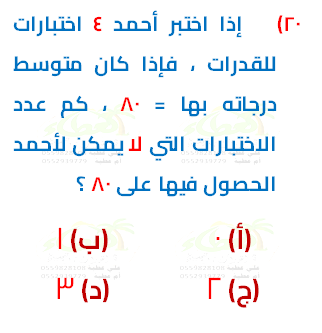 ٢٠) إذا اختبر أحمد ٤ اختبارات
للقدرات ، فإذا كان متوسط
درجاته بها = ٨٠ ، كم عدد
الاختبارات التي لا يمكن لأحمد
الحصول فيها على ٨٠ ؟
(أ) ٠ (ب) ١
(ج) ٢ (د) ٣